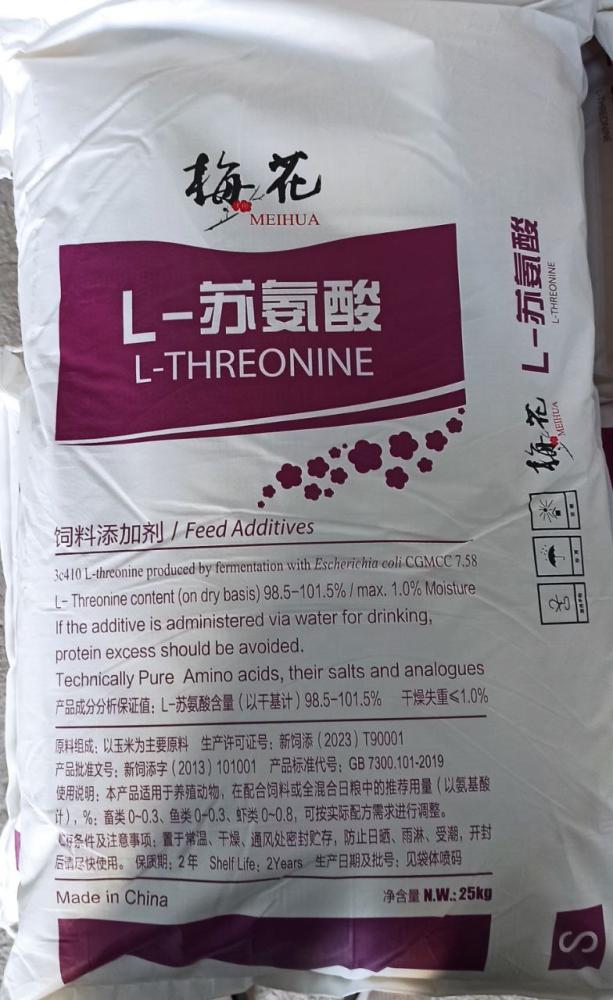 梅花
MEIHUA
L-苏氨酸
L-THREONINE
饲料添加剂 / Feed Additives
3c410 L-threonine produced by fermentation with Escherichia coli CGMCC 7.58
L- Threonine content (on dry basis) 98.5-101.5% / max. 1.0% Moisture
If the additive is administered via water for drinking,
protein excess should be avoided.
Technically Pure Amino acids, their salts and analogues
产品成分分析保证值：L-苏氨酸含量（以干基计）98.5-101.5% 干燥失重≤1.0%
原料组成：以玉米为主要原料 生产许可证号：新饲添（2023）T90001
产品批准文号：新饲添字（2013）101001 产品标准代号：GB 7300.101-2019
使用说明：本产品适用于养殖动物，在配合饲料或全混合日粮中的推荐用量（以氨基酸
计），%：畜类 0~0.3、鱼类 0~0.3、虾类 0~0.8，可按实际配方需求进行调整。
条件及注意事项：置于常温、干燥、通风处密封贮存，防止日晒、雨淋、受潮，开封
后请尽快使用。 保质期：2 年 Shelf Life：2Years 生产日期及批号：见袋体喷码
Made in China
净含量 N.W.: 25kg
L-苏氨酸
L-THREONINE
梅花
MEIHUA
S